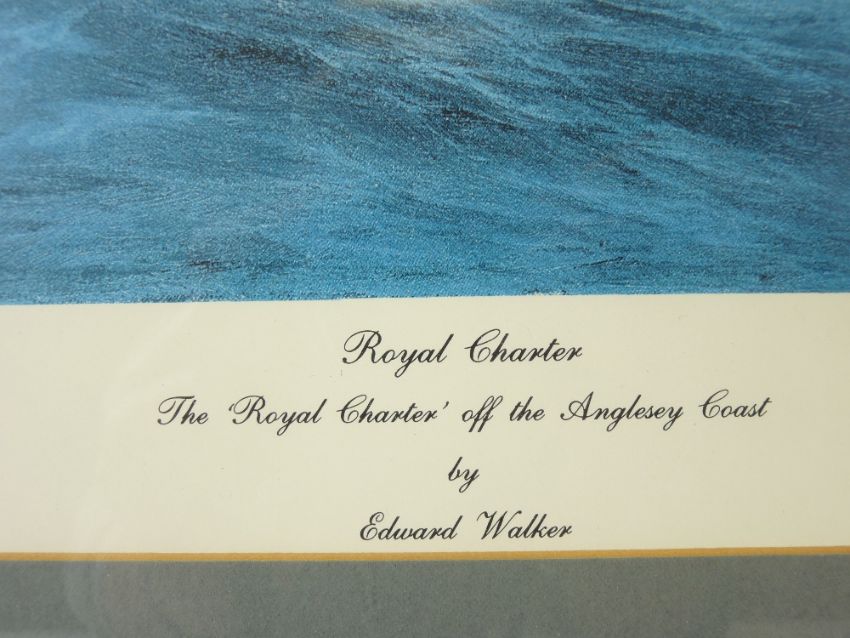 Royal Charter
The 'Royal Charter' off the Anglesey Coast
by
Edward Walker